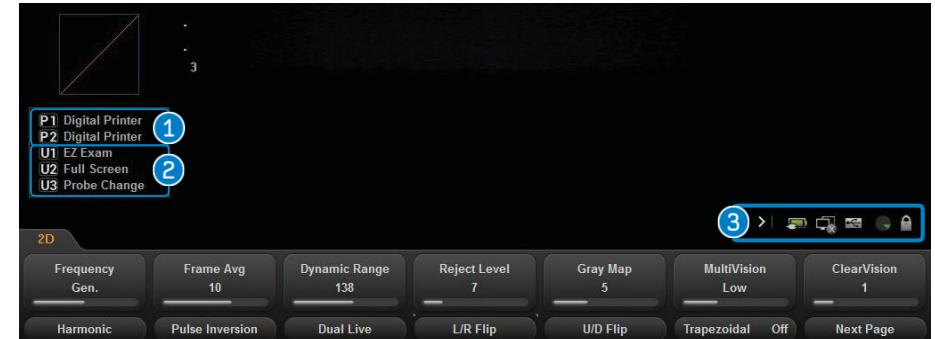 3
P1 Digital Printer
P2 Digital Printer
1
U1 EZ Exam
U2 Full Screen
U3 Probe Change
2
3
2D
Frequency Frame Avg Dynamic Range Reject Level Gray Map MultiVision ClearVision
Gen. 10 138 7 5 Low 1
Harmonic Pulse Inversion Dual Live L/R Flip U/D Flip Trapezoidal Off Next Page